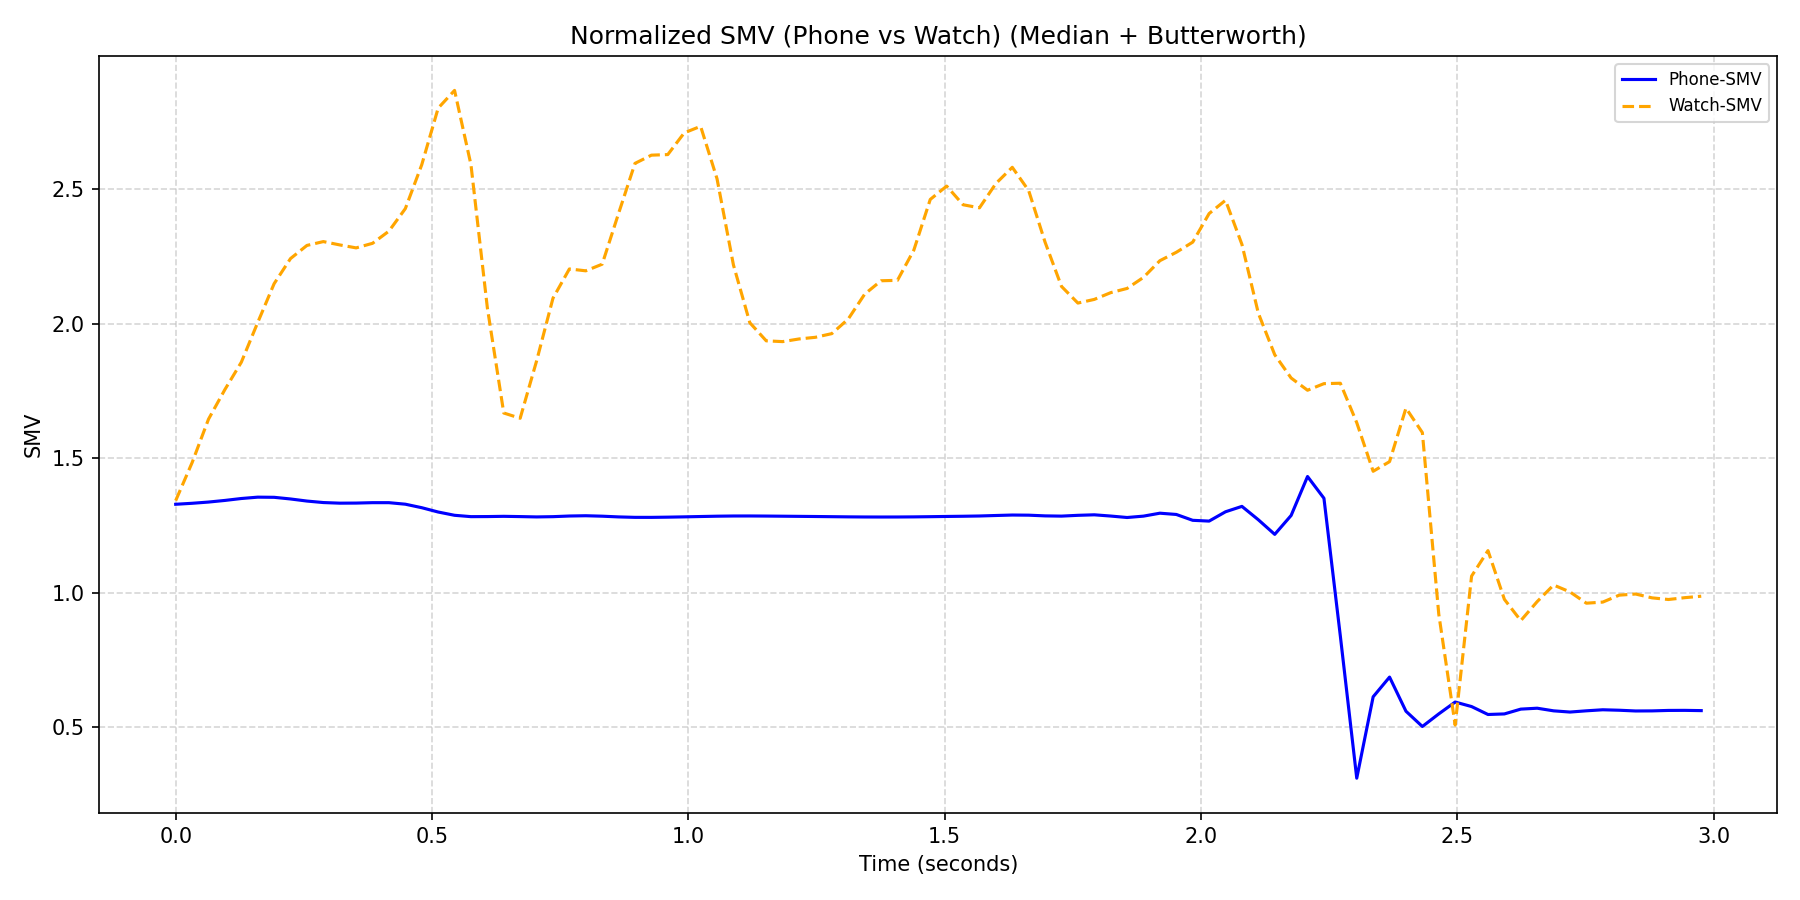 Normalized SMV (Phone vs Watch) (Median + Butterworth)
Phone-SMV
Watch-SMV
SMV
2.5
2.0
1.5
1.0
0.5
0.0 0.5 1.0 1.5 2.0 2.5 3.0
Time (seconds)